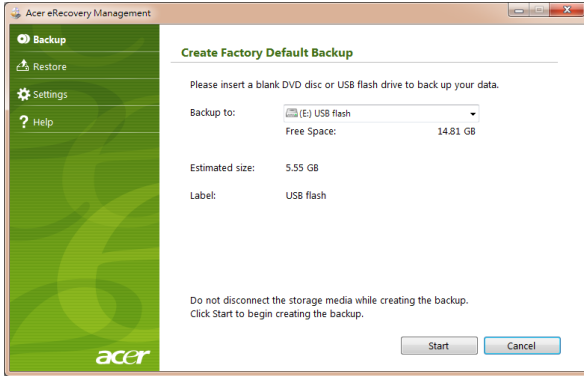 Acer eRecovery Management
Backup
Restore
Settings
Help
Create Factory Default Backup
Please insert a blank DVD disc or USB flash drive to back up your data.
Backup to: (E:) USB flash
Free Space: 14.81 GB
Estimated size: 5.55 GB
Label: USB flash
Do not disconnect the storage media while creating the backup.
Click Start to begin creating the backup.
Start Cancel
acer